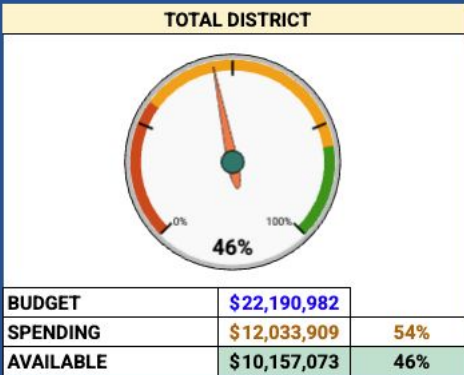 TOTAL DISTRICT
0% 100%
46%
BUDGET $22,190,982
SPENDING $12,033,909 54%
AVAILABLE $10,157,073 46%